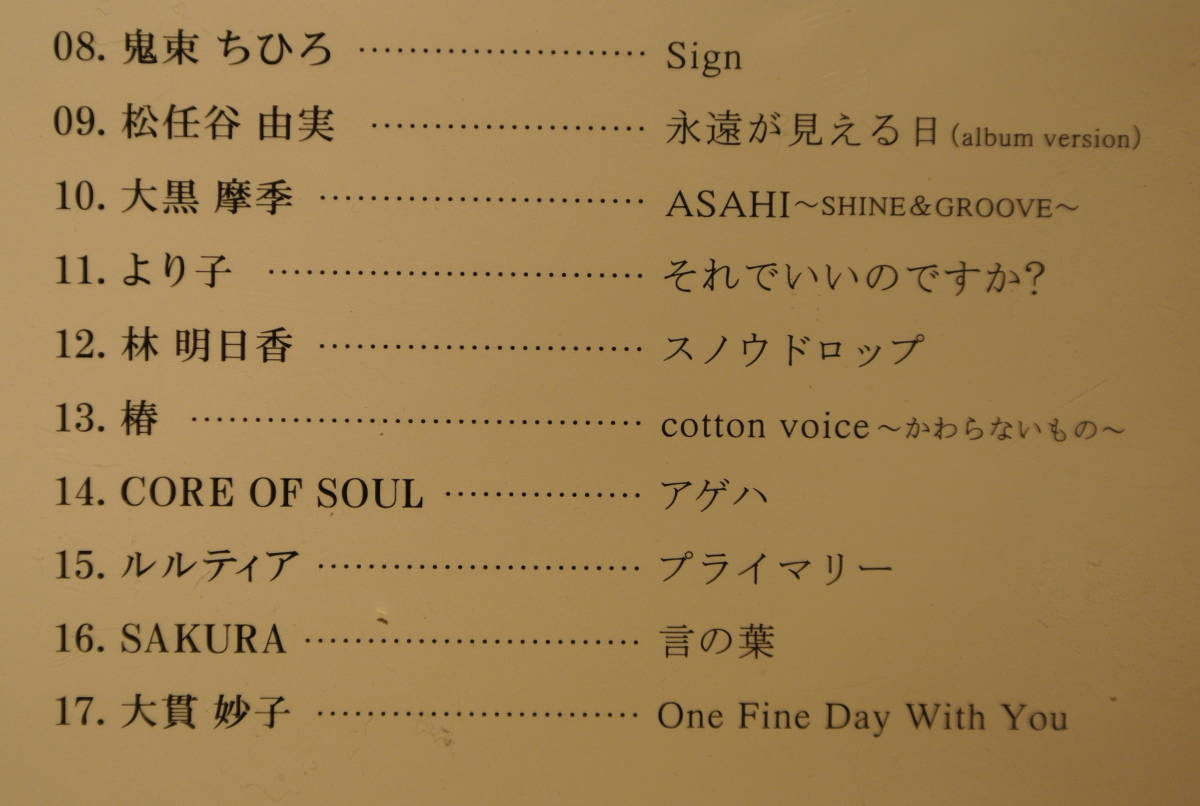 08. 鬼束 ちひろ ························ Sign
09. 松任谷 由実 ······················· 永遠が見える日 (album version)
10. 大黒 摩季 ··························· ASAHI～SHINE&GROOVE～
11. より子 ······························· それでいいのですか?
12. 林 明日香 ··························· スノウドロップ
13. 椿 ····································· cotton voice～かわらないもの～
14. CORE OF SOUL ················ アゲハ
15. ルルティア ··························· プライマリー
16. SAKURA ···························· 言の葉
17. 大貫 妙子 ··························· One Fine Day With You